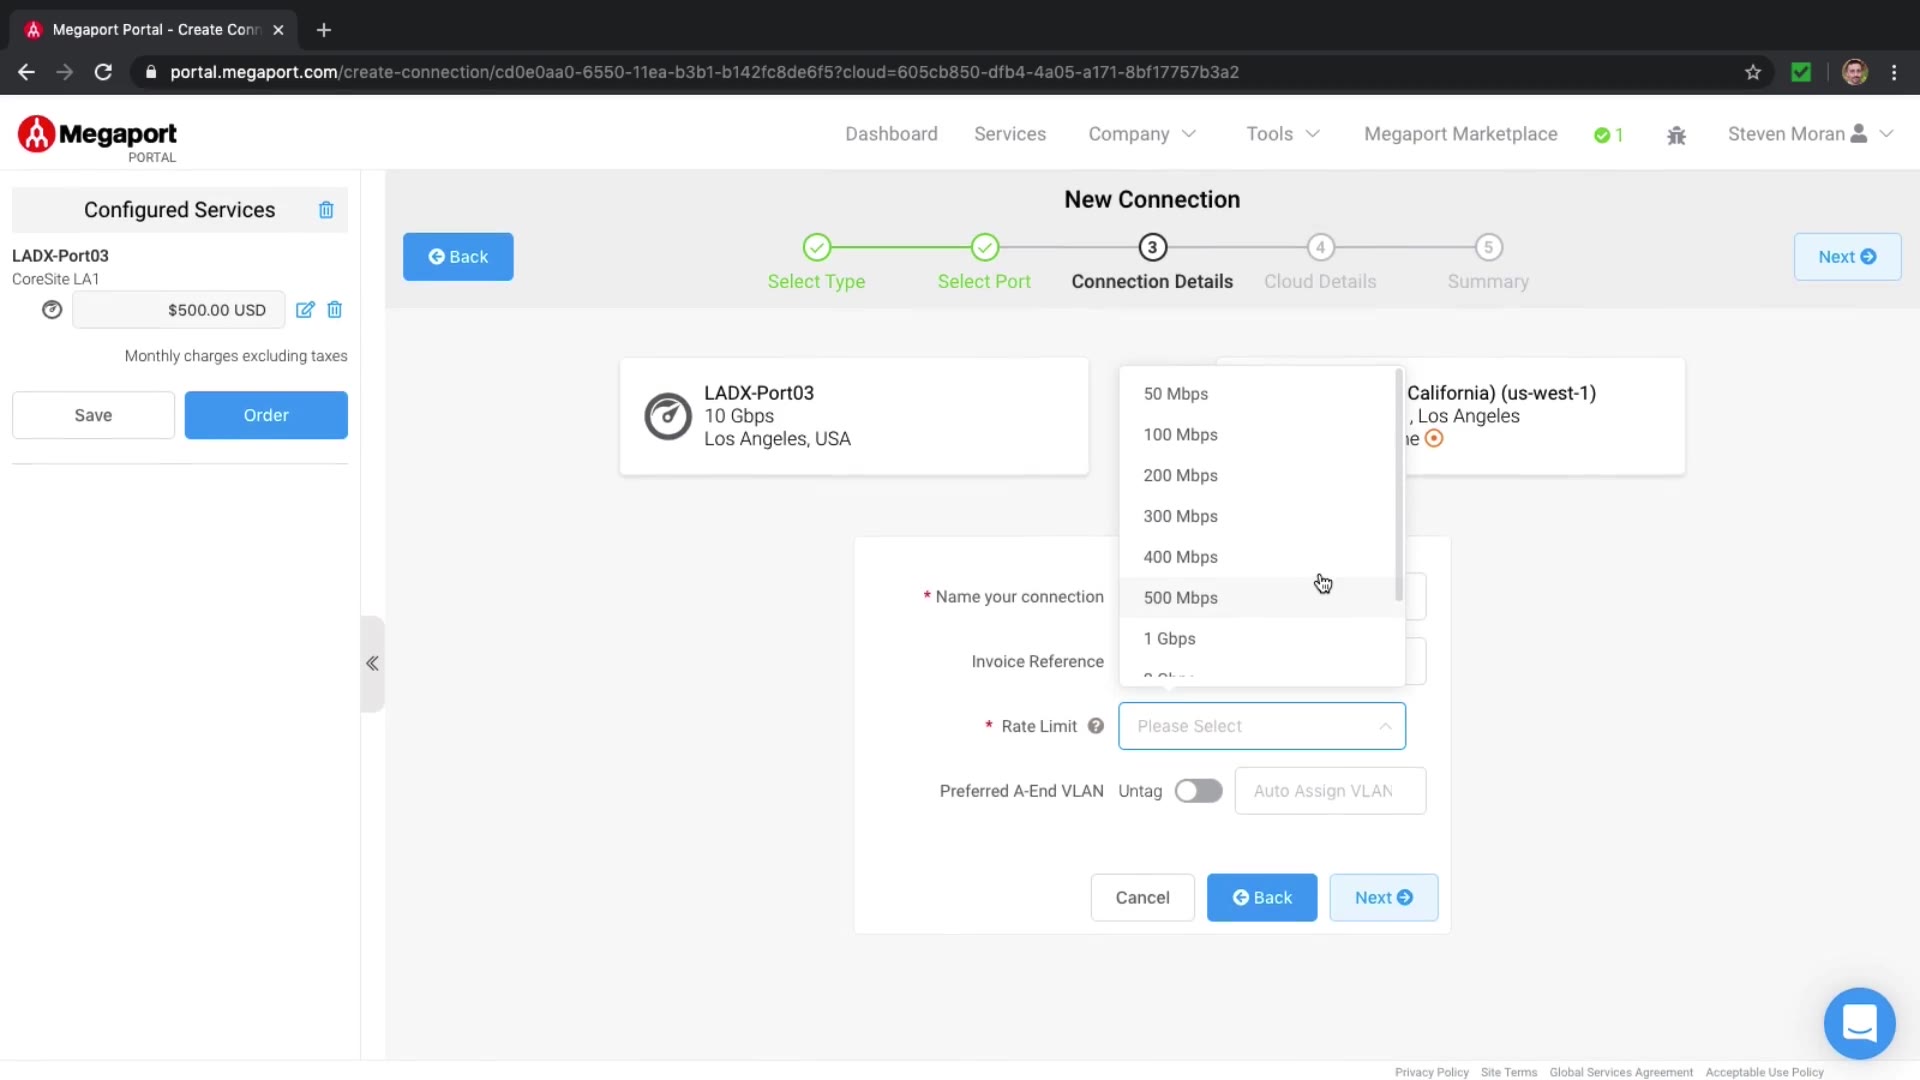 Megaport Portal - Create Conn
portal.megaport.com/create-connection/cd0e0aa0-6550-11ea-b3b1-b142fc8de6f5?cloud=605cb850-dfb4-4a05-a171-8bf17757b3a2
Megaport
PORTAL
Dashboard Services Company Tools Megaport Marketplace 1 Steven Moran
Configured Services
LADX-Port03
CoreSite LA1
$500.00 USD
Monthly charges excluding taxes
Save Order
New Connection
Back
3 4 5
Select Type Select Port Connection Details Cloud Details Summary
Next
LADX-Port03
10 Gbps
Los Angeles, USA
California) (us-west-1)
, Los Angeles
50 Mbps
100 Mbps
200 Mbps
300 Mbps
400 Mbps
500 Mbps
1 Gbps
* Name your connection
Invoice Reference
* Rate Limit ? Please Select
Preferred A-End VLAN Untag Auto Assign VLAN
Cancel Back Next
Privacy Policy Site Terms Global Services Agreement Acceptable Use Policy